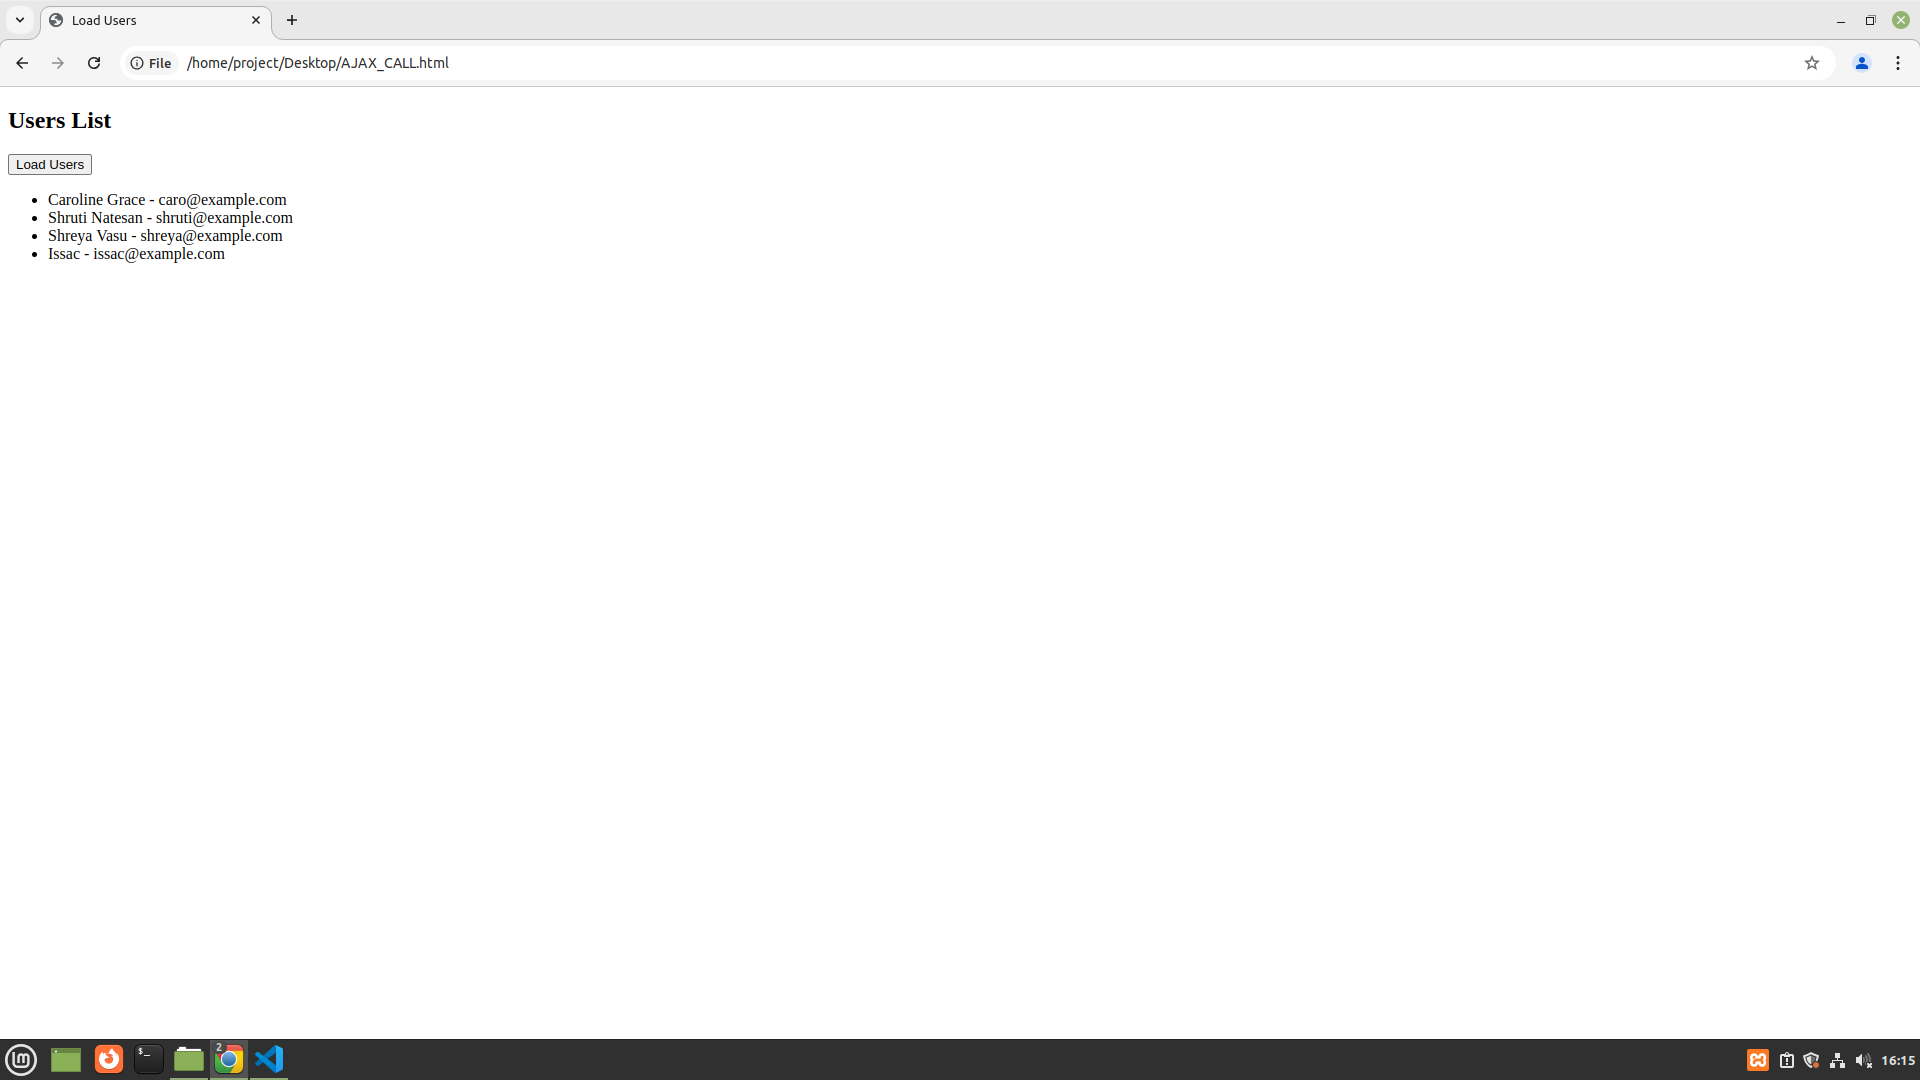 Load Users
File /home/project/Desktop/AJAX_CALL.html
Users List
Load Users
Caroline Grace - caro@example.com
Shruti Natesan - shruti@example.com
Shreya Vasu - shreya@example.com
Issac - issac@example.com
$_ 2 16:15